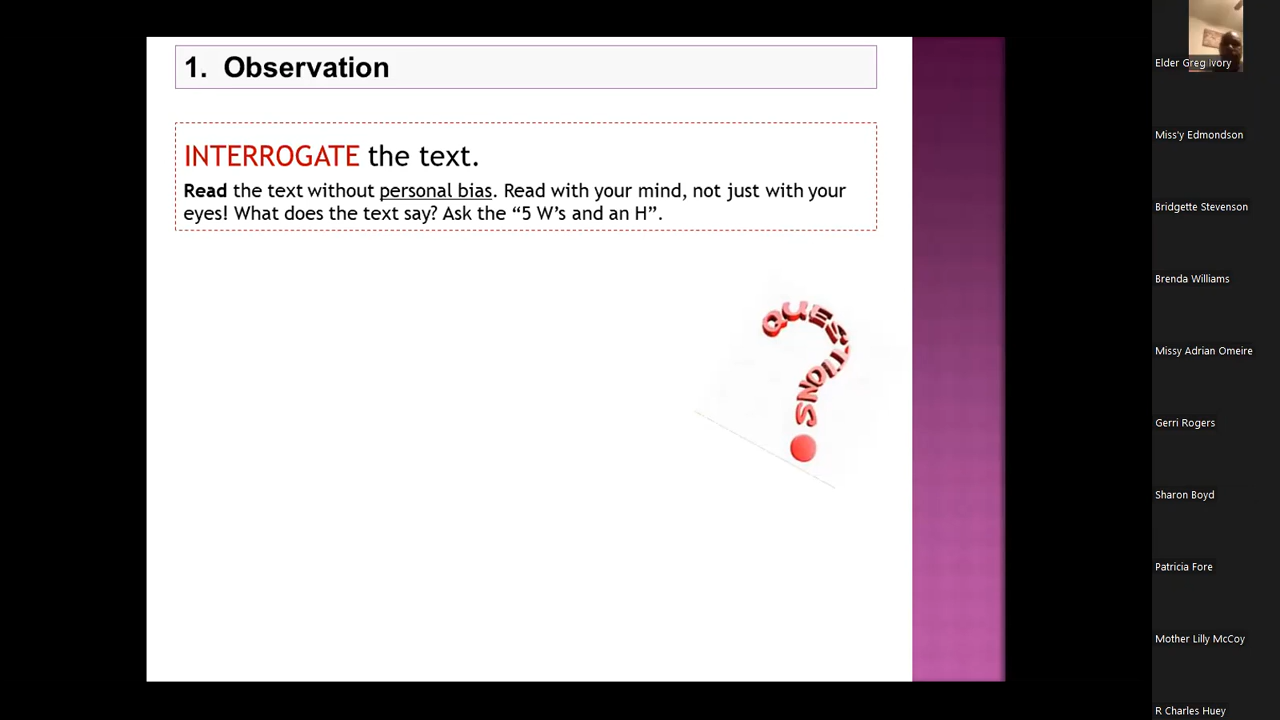 1. Observation
INTERROGATE the text.
Read the text without personal bias. Read with your mind, not just with your
eyes! What does the text say? Ask the “5 W’s and an H”.
QUESTIONS
Elder Greg Ivory
Miss'y Edmondson
Bridgette Stevenson
Brenda Williams
Missy Adrian Omeire
Gerri Rogers
Sharon Boyd
Patricia Fore
Mother Lilly McCoy
R Charles Huey